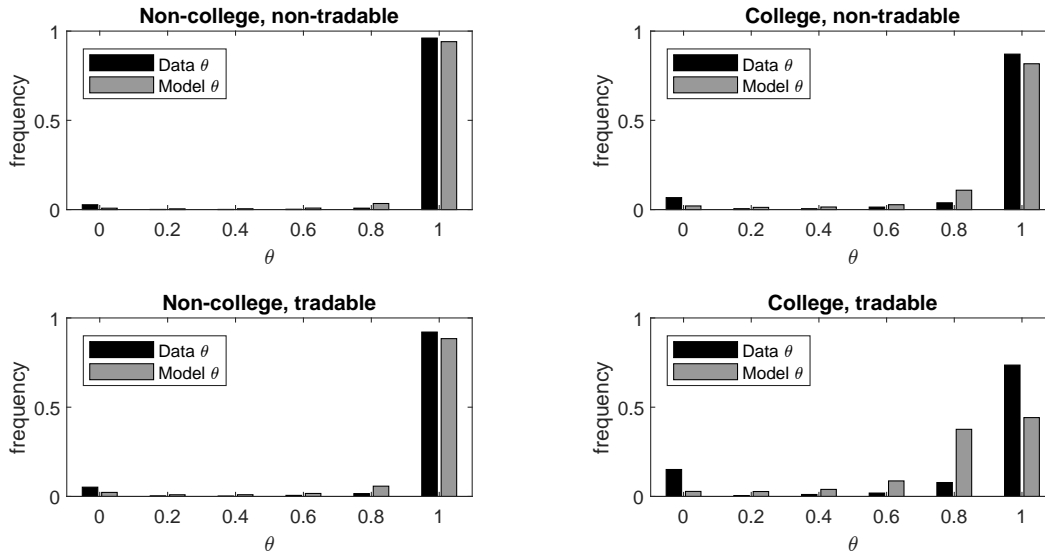 Non-college, non-tradable
1
Data θ
Model θ
0.5
frequency
0
0 0.2 0.4 0.6 0.8 1
θ
College, non-tradable
1
Data θ
Model θ
0.5
frequency
0
0 0.2 0.4 0.6 0.8 1
θ
Non-college, tradable
1
Data θ
Model θ
0.5
frequency
0
0 0.2 0.4 0.6 0.8 1
θ
College, tradable
1
Data θ
Model θ
0.5
frequency
0
0 0.2 0.4 0.6 0.8 1
θ